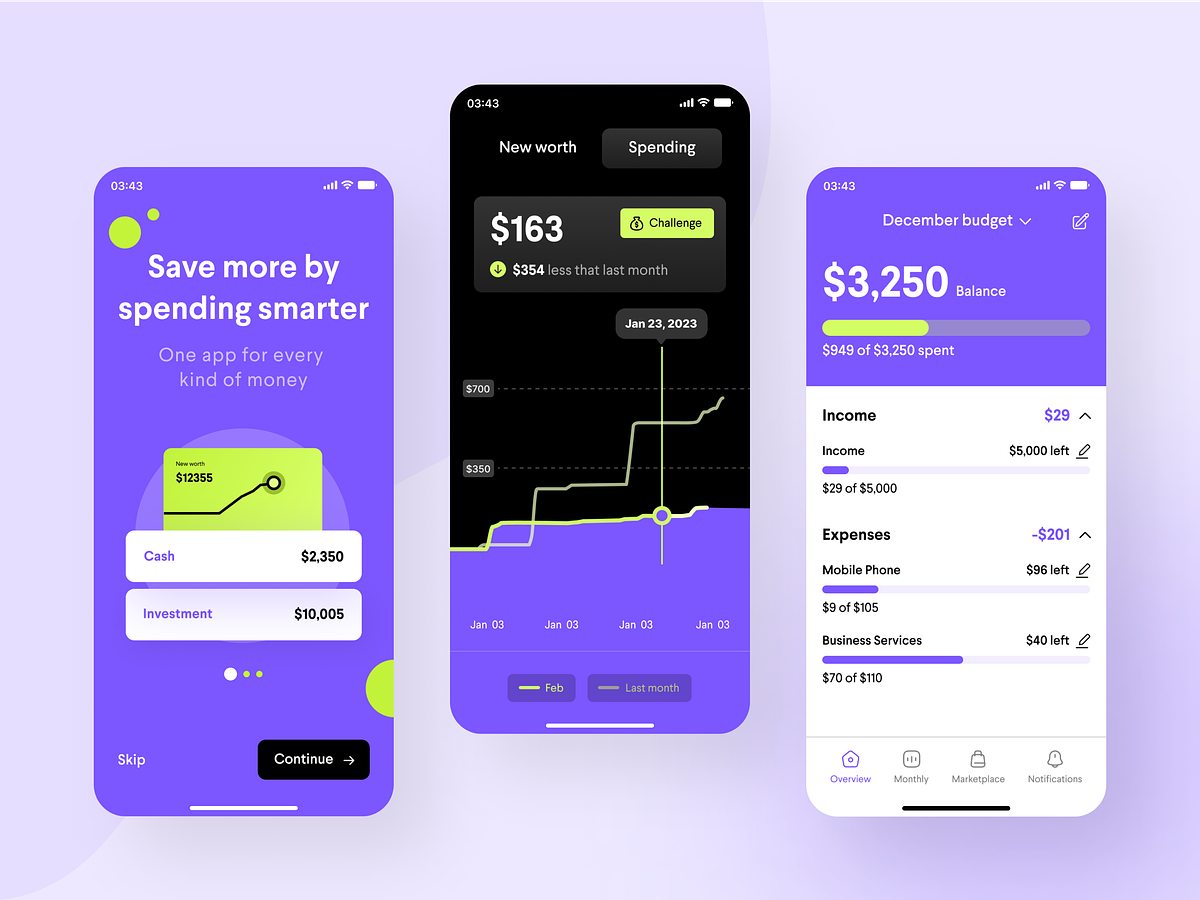 03:43
Save more by
spending smarter
One app for every
kind of money
New worth
$12355
Cash $2,350
Investment $10,005
Skip Continue
03:43
New worth Spending
$163 Challenge
$354 less that last month
Jan 23, 2023
$700
$350
Jan 03 Jan 03 Jan 03 Jan 03
Feb Last month
03:43
December budget
$3,250 Balance
$949 of $3,250 spent
Income $29
Income $5,000 left
$29 of $5,000
Expenses -$201
Mobile Phone $96 left
$9 of $105
Business Services $40 left
$70 of $110
Overview Monthly Marketplace Notifications